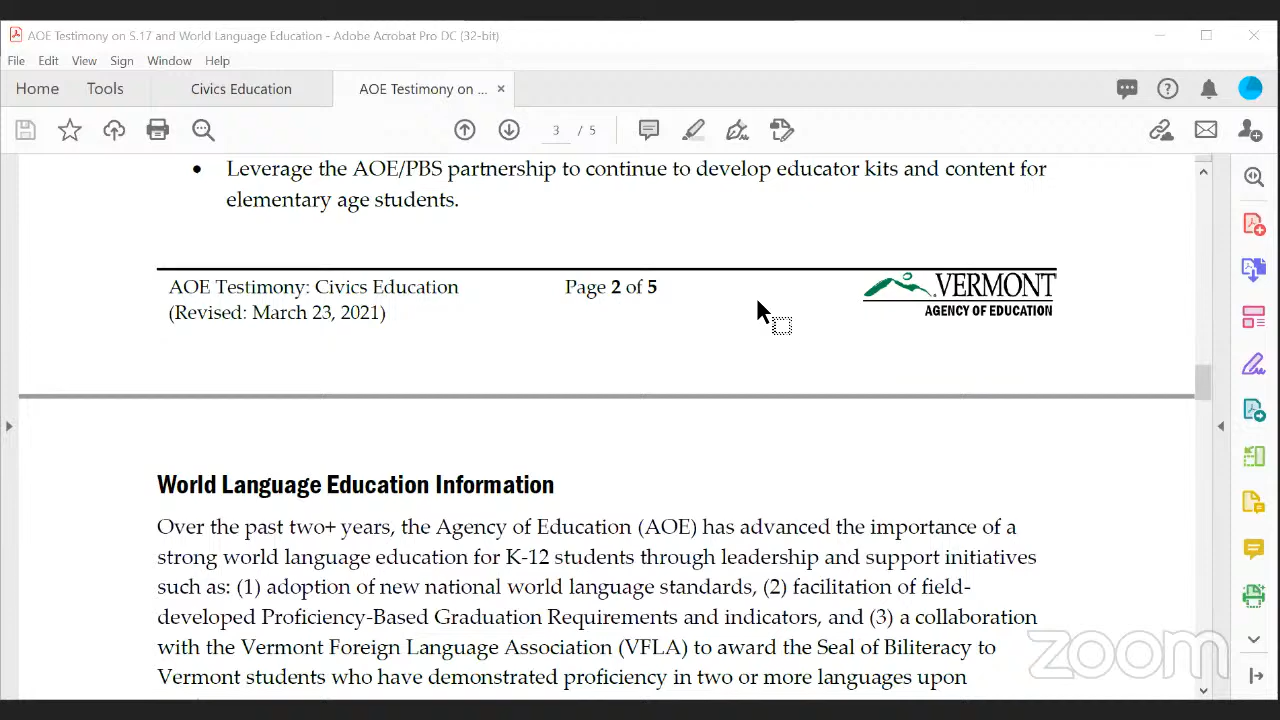 AOE Testimony on S.17 and World Language Education - Adobe Acrobat Pro DC (32-bit)
File Edit View Sign Window Help
Home Tools Civics Education AOE Testimony on ... ×
3 / 5
• Leverage the AOE/PBS partnership to continue to develop educator kits and content for
elementary age students.
AOE Testimony: Civics Education Page 2 of 5 VERMONT
(Revised: March 23, 2021) AGENCY OF EDUCATION
World Language Education Information
Over the past two+ years, the Agency of Education (AOE) has advanced the importance of a
strong world language education for K-12 students through leadership and support initiatives
such as: (1) adoption of new national world language standards, (2) facilitation of field-
developed Proficiency-Based Graduation Requirements and indicators, and (3) a collaboration
with the Vermont Foreign Language Association (VFLA) to award the Seal of Biliteracy to
Vermont students who have demonstrated proficiency in two or more languages upon
zoom